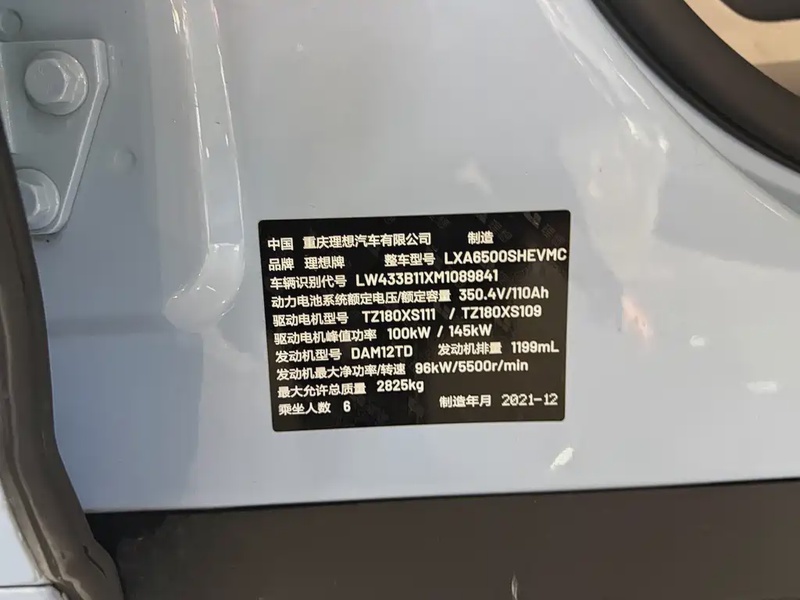 中国 重庆理想汽车有限公司 制造
品牌 理想牌 整车型号 LXA6500SHEVMC
车辆识别代号 LW433B11XM1089841
动力电池系统额定电压/额定容量 350.4V/110Ah
驱动电机型号 TZ180XS111 / TZ180XS109
驱动电机峰值功率 100kW / 145kW
发动机型号 DAM12TD 发动机排量 1199mL
发动机最大净功率/转速 96kW/5500r/min
最大允许总质量 2825kg
乘坐人数 6 制造年月 2021-12